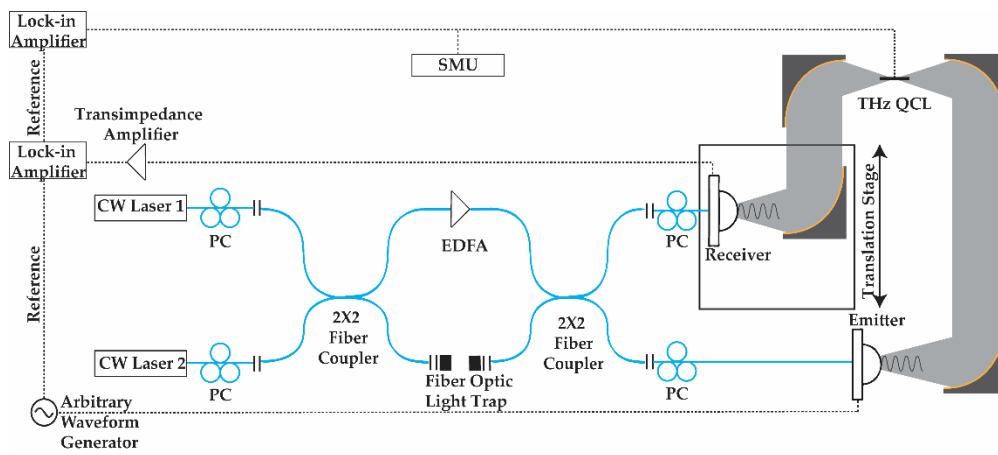 Lock-in
Amplifier
SMU
THz QCL
Reference
Transimpedance
Amplifier
Lock-in
Amplifier
Translation Stage
CW Laser 1
PC
EDFA
PC
Receiver
Reference
2X2
Fiber
Coupler
2X2
Fiber
Coupler
Emitter
CW Laser 2
PC
Fiber Optic
Light Trap
PC
Arbitrary
Waveform
Generator